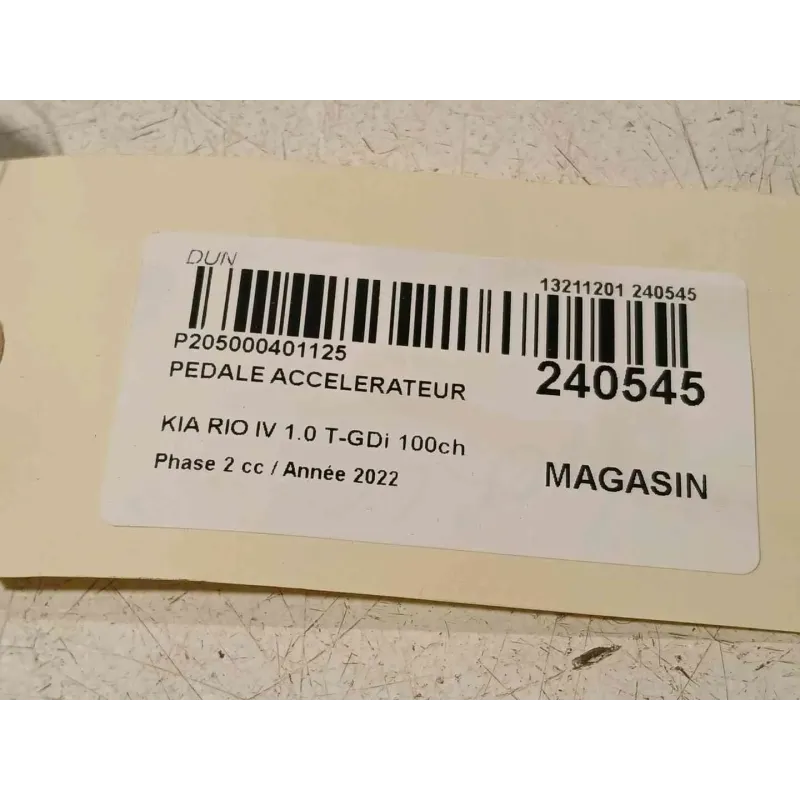 DUN
13211201 240545
P205000401125
PEDALE ACCELERATEUR
240545
KIA RIO IV 1.0 T-GDi 100ch
Phase 2 cc / Année 2022
MAGASIN